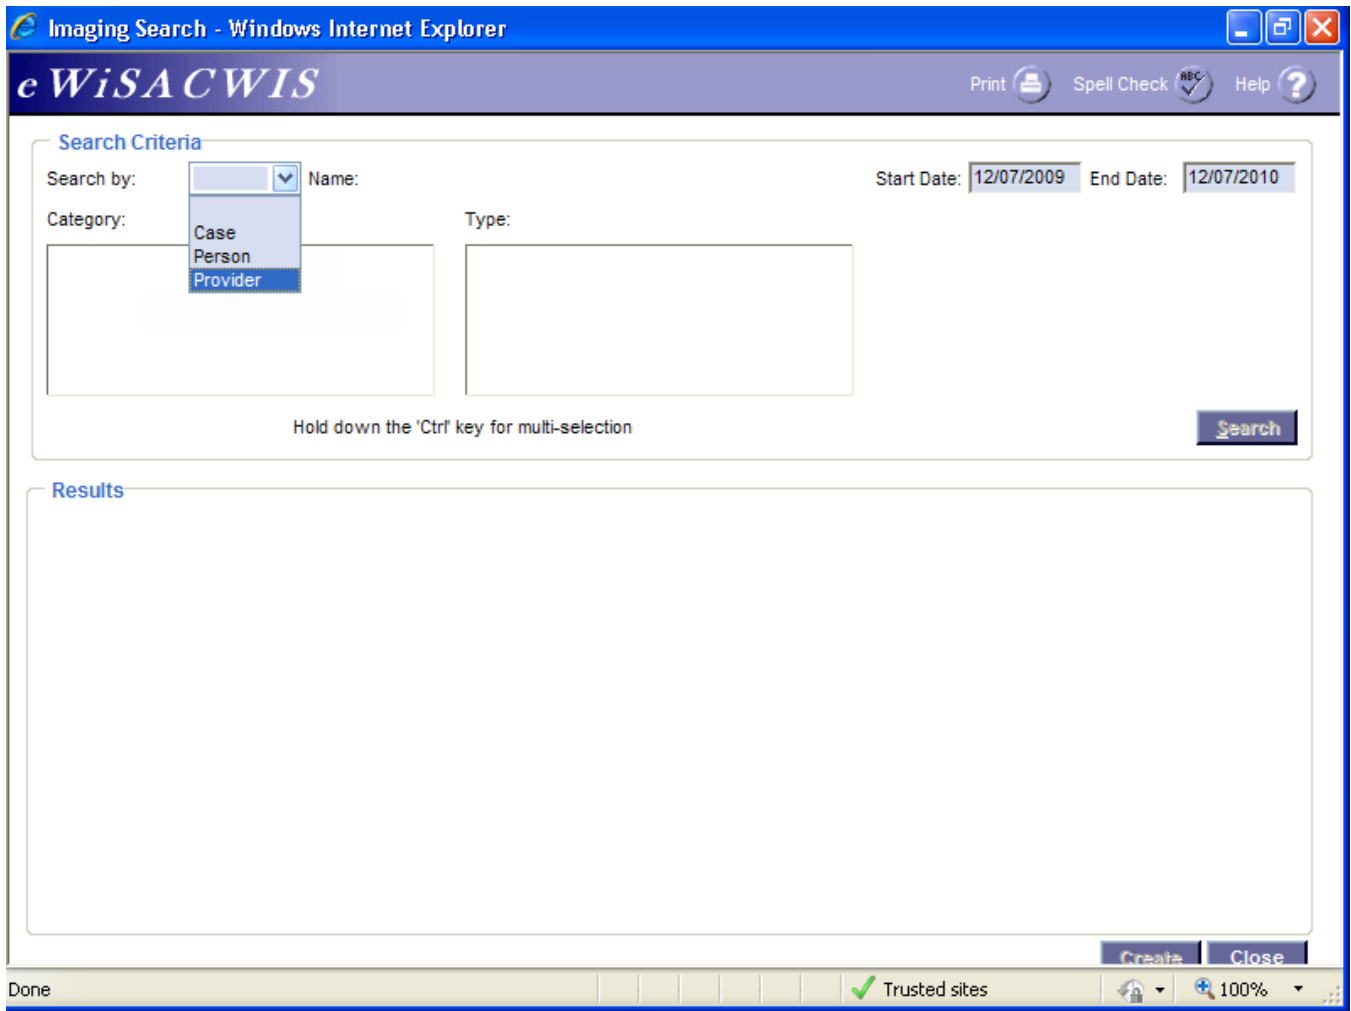 Imaging Search - Windows Internet Explorer
e WiSACWIS
Print Spell Check ABC Help ?
Search Criteria
Search by: Name: Start Date: 12/07/2009 End Date: 12/07/2010
Category: Type:
Case
Person
Provider
Hold down the 'Ctrl' key for multi-selection
Search
Results
Create Close
Done Trusted sites 100%